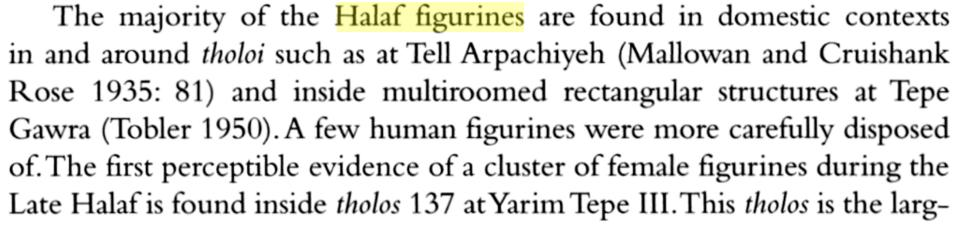 The majority of the Halaf figurines are found in domestic contexts
in and around tholoi such as at Tell Arpachiyeh (Mallowan and Cruishank
Rose 1935: 81) and inside multiroomed rectangular structures at Tepe
Gawra (Tobler 1950). A few human figurines were more carefully disposed
of. The first perceptible evidence of a cluster of female figurines during the
Late Halaf is found inside tholos 137 at Yarim Tepe III. This tholos is the larg-